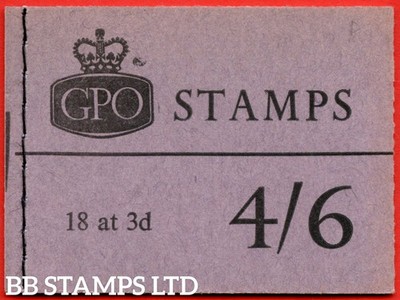 GPO STAMPS
18 at 3d 4/6
BB STAMPS LTD